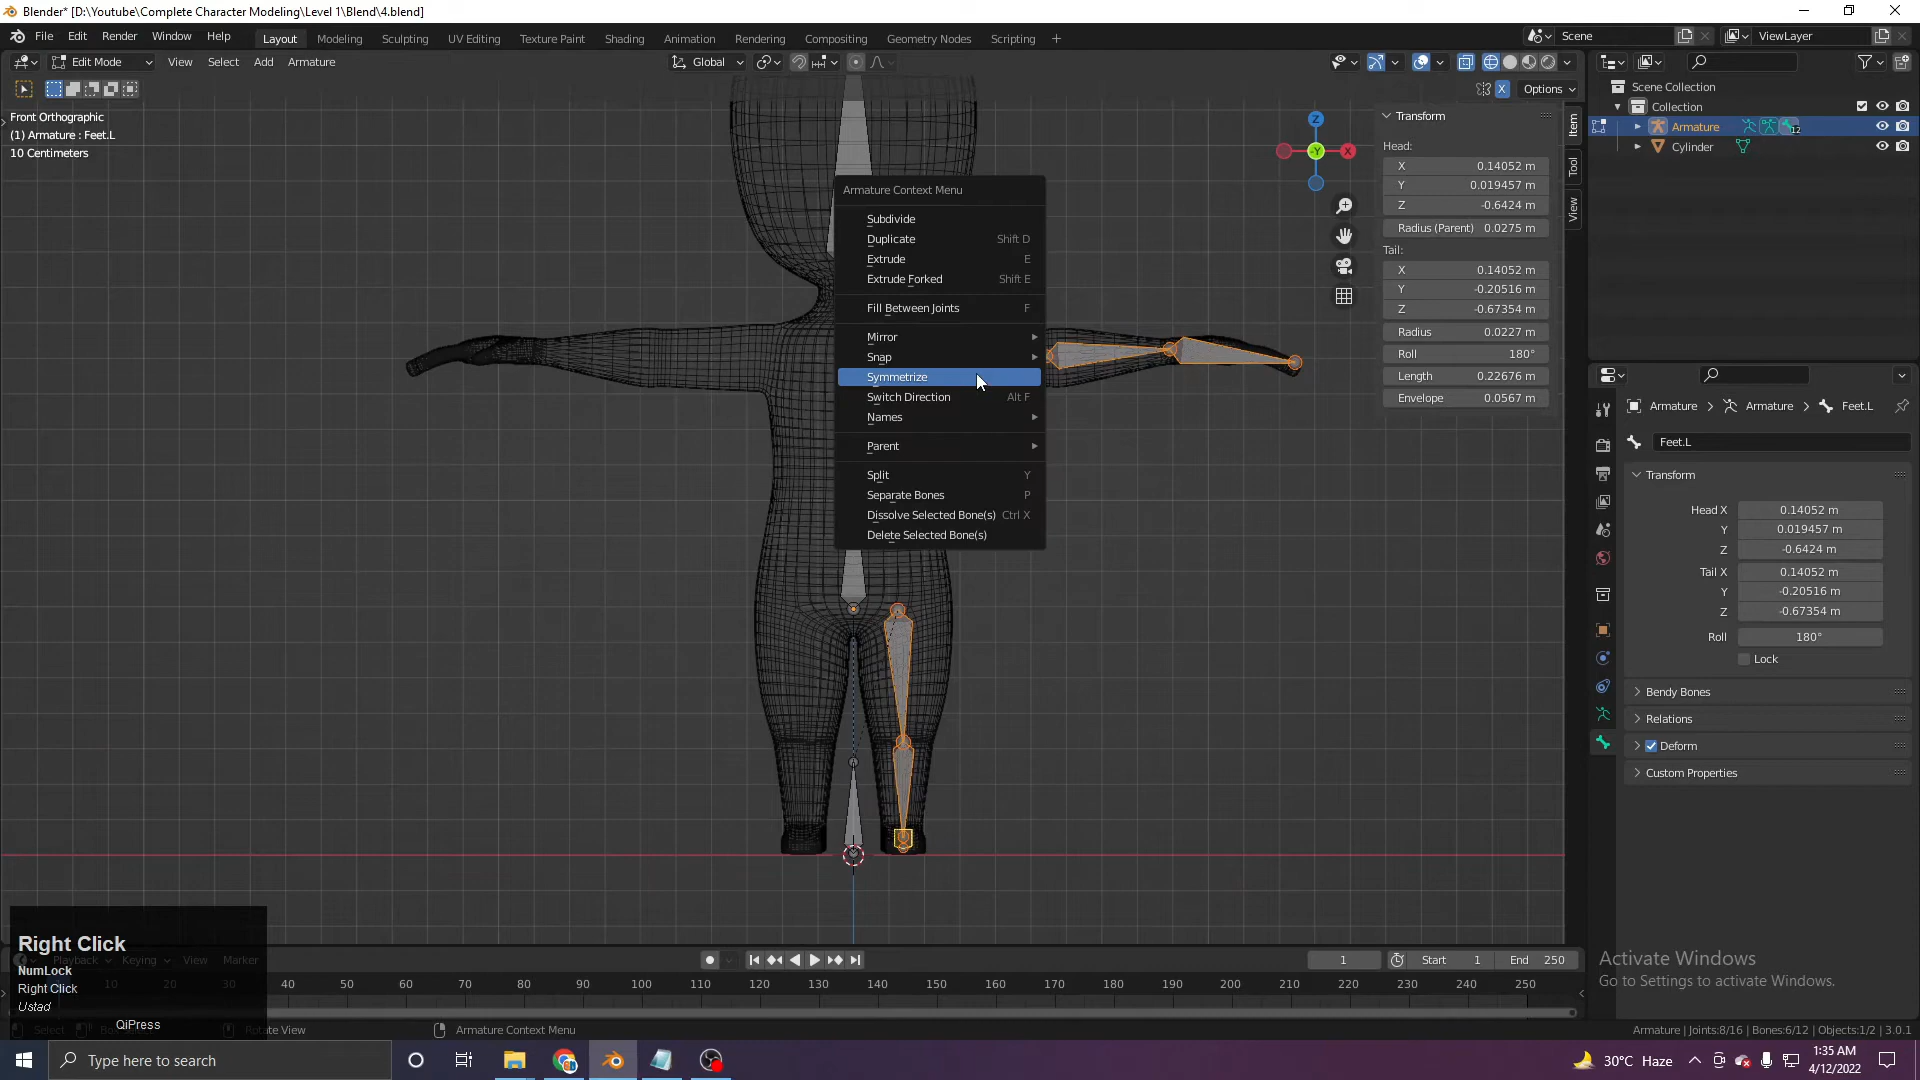 Blender* [D:\Youtube\Complete Character Modeling\Level 1\Blend\4.blend]
File Edit Render Window Help Layout Modeling Sculpting UV Editing Texture Paint Shading Animation Rendering Compositing Geometry Nodes Scripting + Scene ViewLayer
Edit Mode View Select Add Armature Global
X Options
Front Orthographic
(1) Armature : Feet.L
10 Centimeters
Armature Context Menu
Subdivide
Duplicate Shift D
Extrude E
Extrude Forked Shift E
Fill Between Joints F
Mirror
Snap
Symmetrize
Switch Direction Alt F
Names
Parent
Split Y
Separate Bones P
Dissolve Selected Bone(s) Ctrl X
Delete Selected Bone(s)
Z
-Y X
Transform
Head:
X 0.14052 m
Y 0.019457 m
Z -0.6424 m
Radius (Parent) 0.0275 m
Tail:
X 0.14052 m
Y -0.20516 m
Z -0.67354 m
Radius 0.0227 m
Roll 180°
Length 0.22676 m
Envelope 0.0567 m
Item
Tool
View
Scene Collection
Collection
Armature 12
Cylinder
Armature > Armature > Feet.L
Feet.L
Transform
Head X 0.14052 m
Y 0.019457 m
Z -0.6424 m
Tail X 0.14052 m
Y -0.20516 m
Z -0.67354 m
Roll 180°
Lock
Bendy Bones
Relations
Deform
Custom Properties
Activate Windows
Go to Settings to activate Windows.
Right Click
NumLock
Right Click
Ustad
QiPress
Playback Keying View Marker
1 Start 1 End 250
10 20 30 40 50 60 70 80 90 100 110 120 130 140 150 160 170 180 190 200 210 220 230 240 250
Select Rotate View Armature Context Menu
Armature | Joints:8/16 | Bones:6/12 | Objects:1/2 | 3.0.1
Type here to search
30°C Haze
1:35 AM
4/12/2022